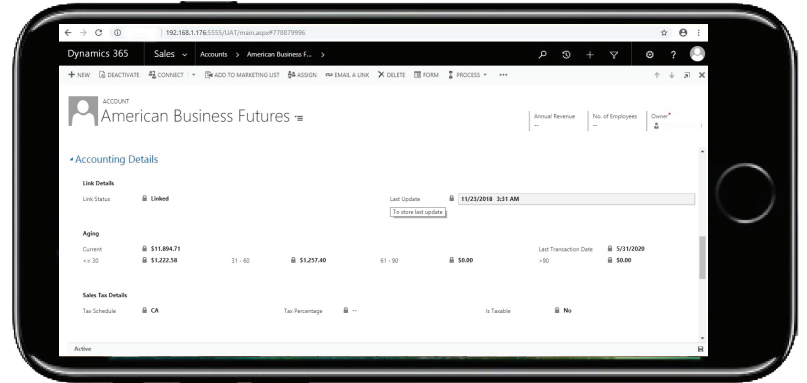 192.168.1.176:5555/UAT/main.aspx#778879996
Dynamics 365 Sales Accounts > American Business F... >
+ NEW DEACTIVATE CONNECT ADD TO MARKETING LIST ASSIGN EMAIL A LINK DELETE FORM PROCESS ...
ACCOUNT
American Business Futures
Annual Revenue No. of Employees Owner*
-- --
Accounting Details
Link Details
Link Status Linked Last Update 11/23/2018 3:31 AM
To store last update
Aging
Current $11,894.71 Last Transaction Date 5/31/2020
<= 30 $1,222.58 31 - 60 $1,257.40 61 - 90 $0.00 >90 $0.00
Sales Tax Details
Tax Schedule CA Tax Percentage -- Is Taxable No
Active